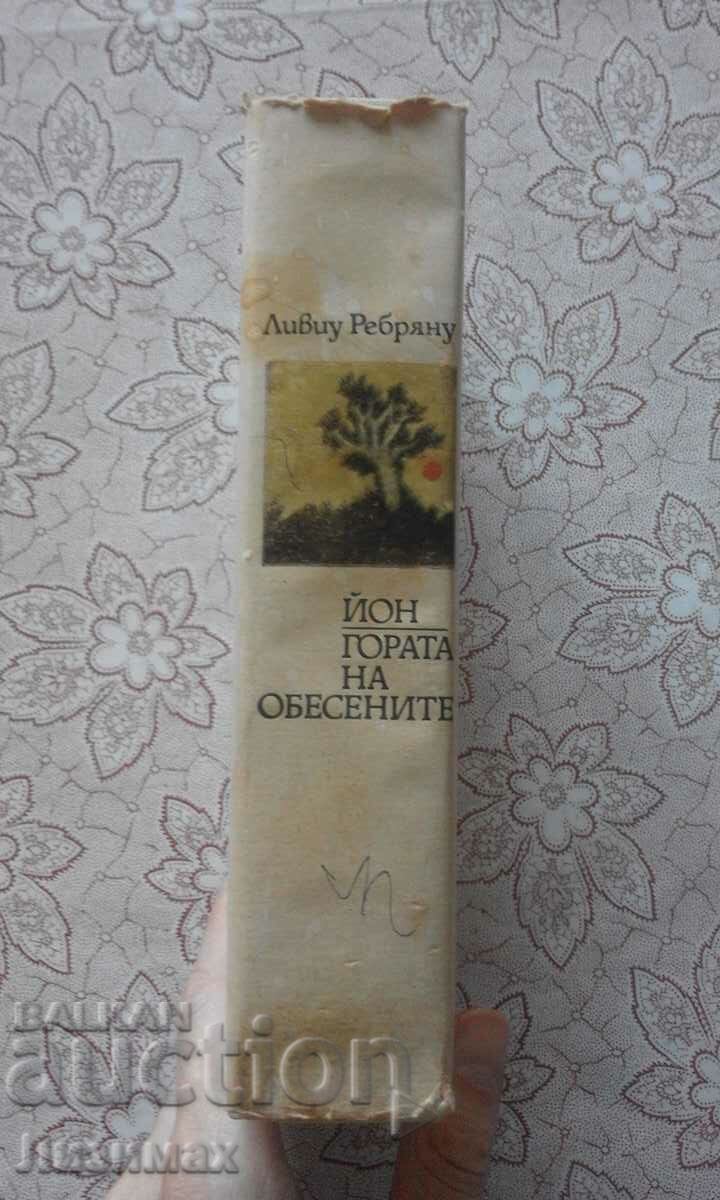 Ливиу Ребряну
ЙОН
ГОРАТА
НА
ОБЕСЕНИТЕ
BALKAN
auction
Лизимах